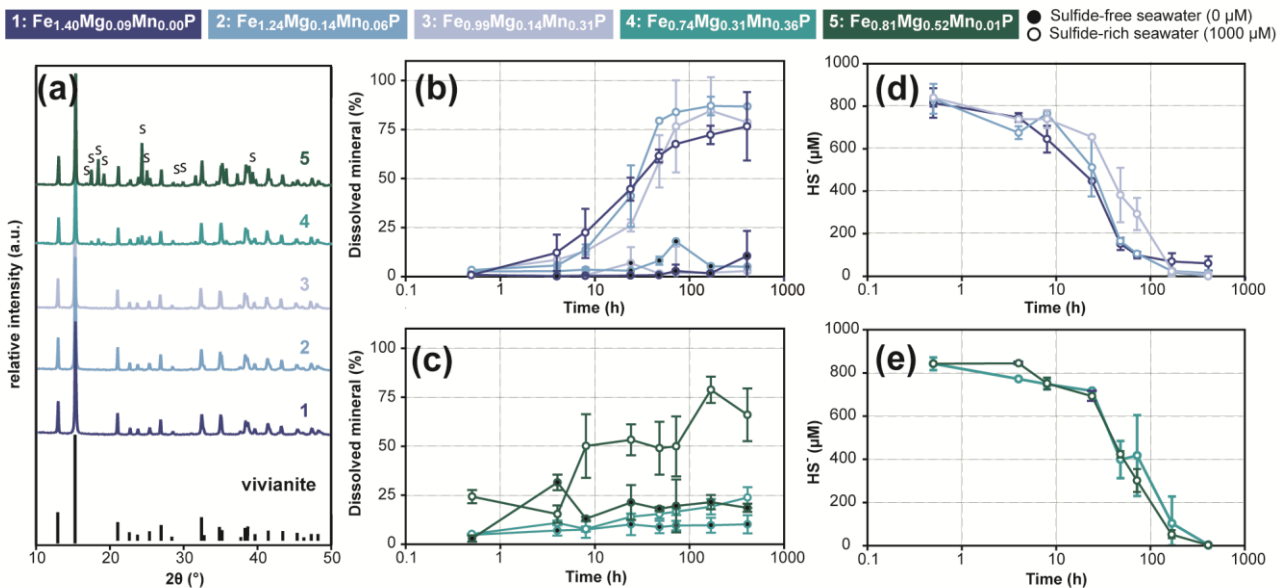 1: Fe1.40Mg0.09Mn0.00P
2: Fe1.24Mg0.14Mn0.06P
3: Fe0.99Mg0.14Mn0.31P
4: Fe0.74Mg0.31Mn0.36P
5: Fe0.81Mg0.52Mn0.01P
Sulfide-free seawater (0 µM)
Sulfide-rich seawater (1000 µM)
(a)
relative intensity (a.u.)
s
s
s
s
s
s
s
s
s
5
4
3
2
1
vivianite
10 20 30 40 50
2θ (°)
(b)
Dissolved mineral (%)
100
75
50
25
0
0.1 1 10 100 1000
Time (h)
(d)
HS⁻ (µM)
1000
800
600
400
200
0
0.1 1 10 100 1000
Time (h)
(c)
Dissolved mineral (%)
100
75
50
25
0
0.1 1 10 100 1000
Time (h)
(e)
HS⁻ (µM)
1000
800
600
400
200
0
0.1 1 10 100 1000
Time (h)